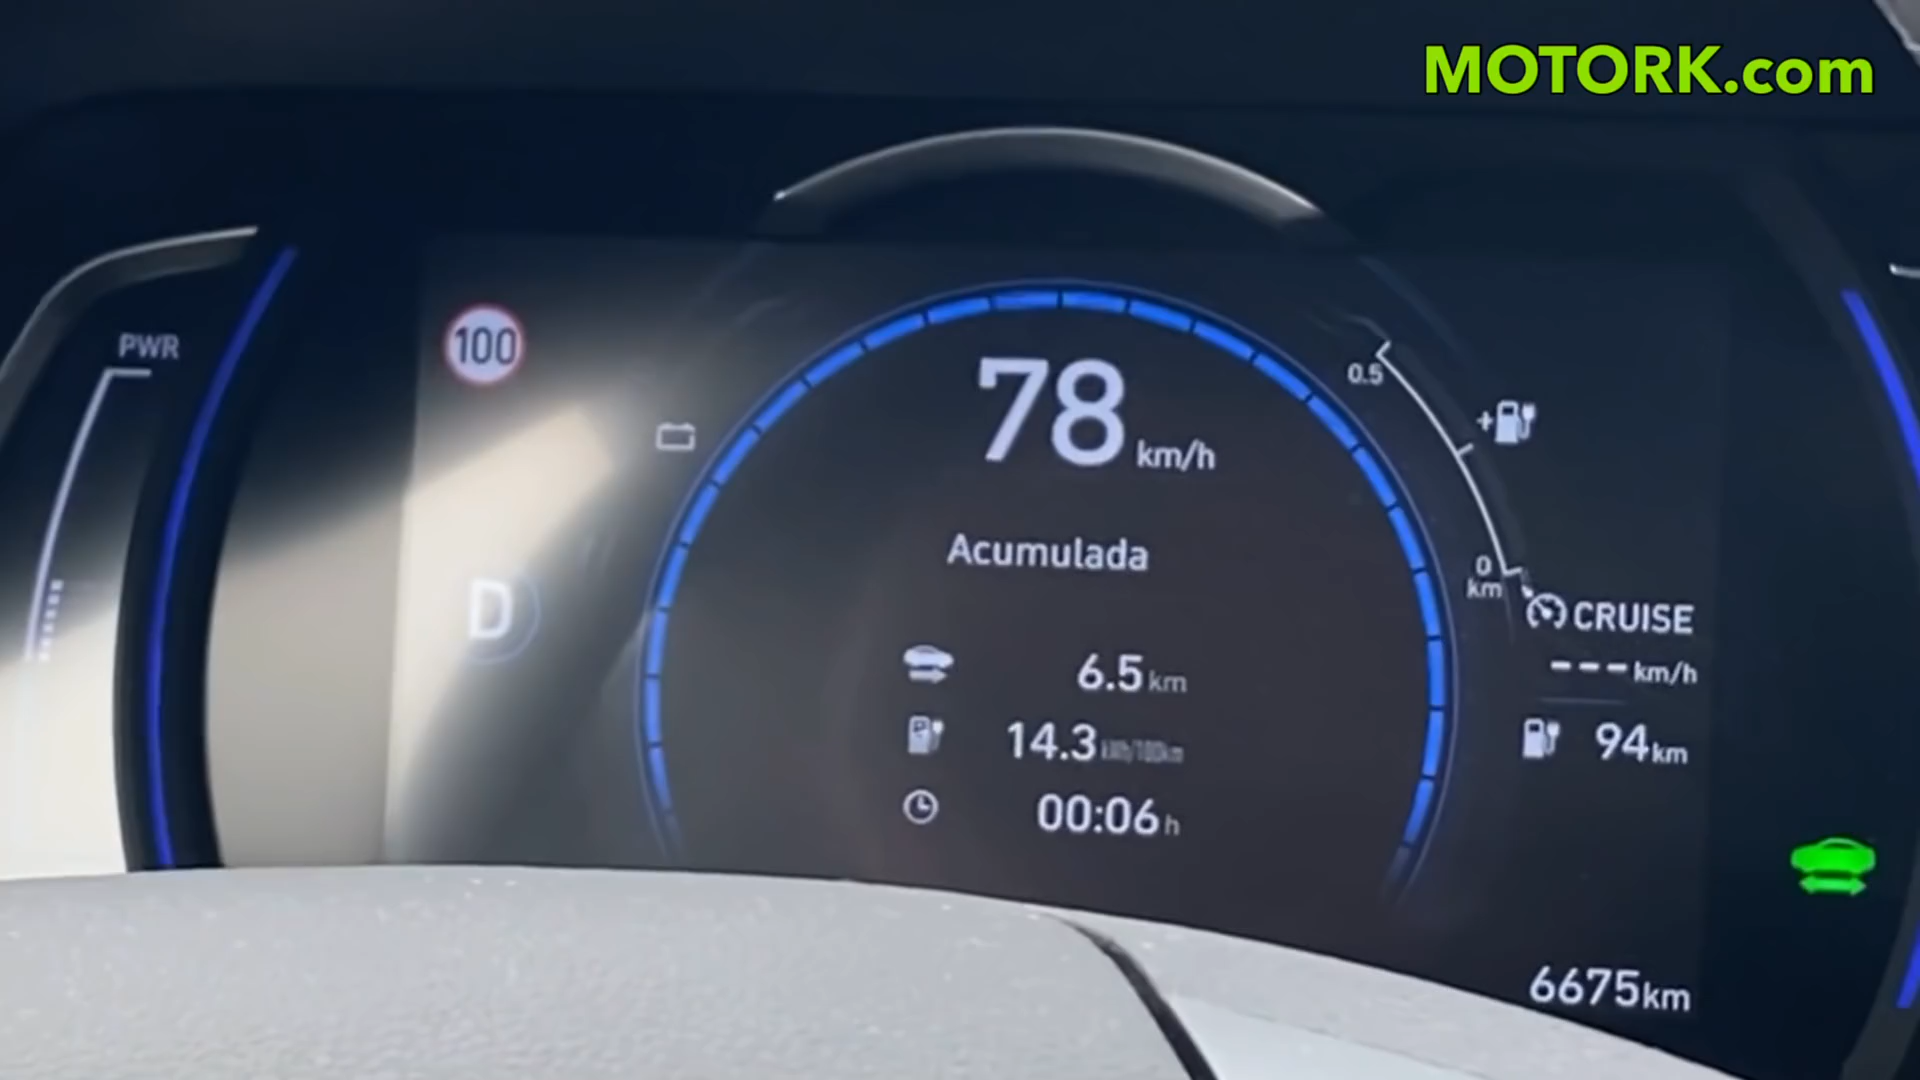 MOTORK.com
PWR
100
78 km/h
0.5
+
Acumulada
0
km
CRUISE
--- km/h
D
6.5 km
14.3 kWh/100km
94 km
00:06 h
6675 km